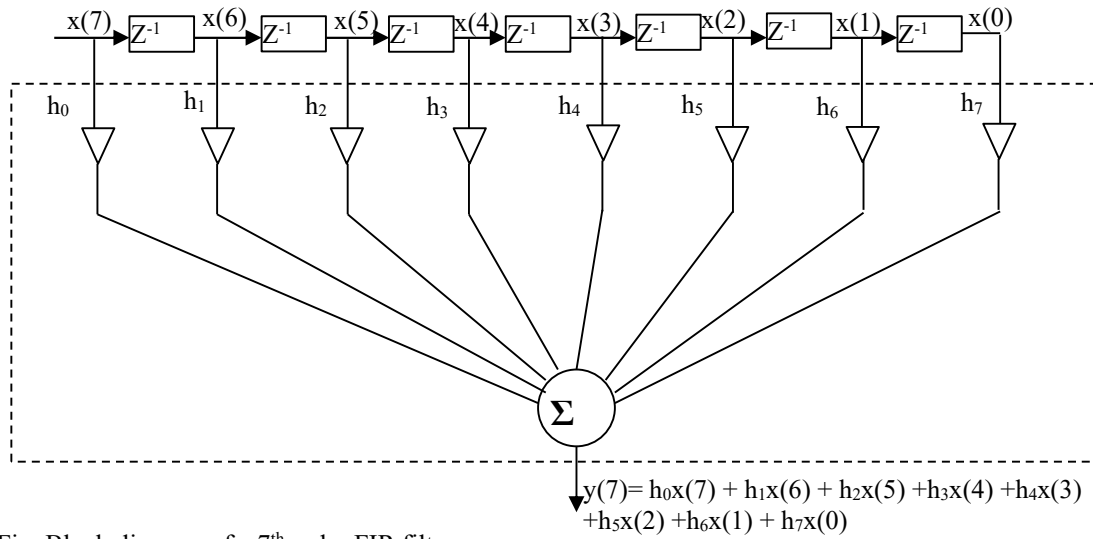 x(7) x(6) x(5) x(4) x(3) x(2) x(1) x(0)
Z⁻¹ Z⁻¹ Z⁻¹ Z⁻¹ Z⁻¹ Z⁻¹ Z⁻¹
h₀ h₁ h₂ h₃ h₄ h₅ h₆ h₇
Σ
y(7)= h₀x(7) + h₁x(6) + h₂x(5) +h₃x(4) +h₄x(3)
+h₅x(2) +h₆x(1) + h₇x(0)